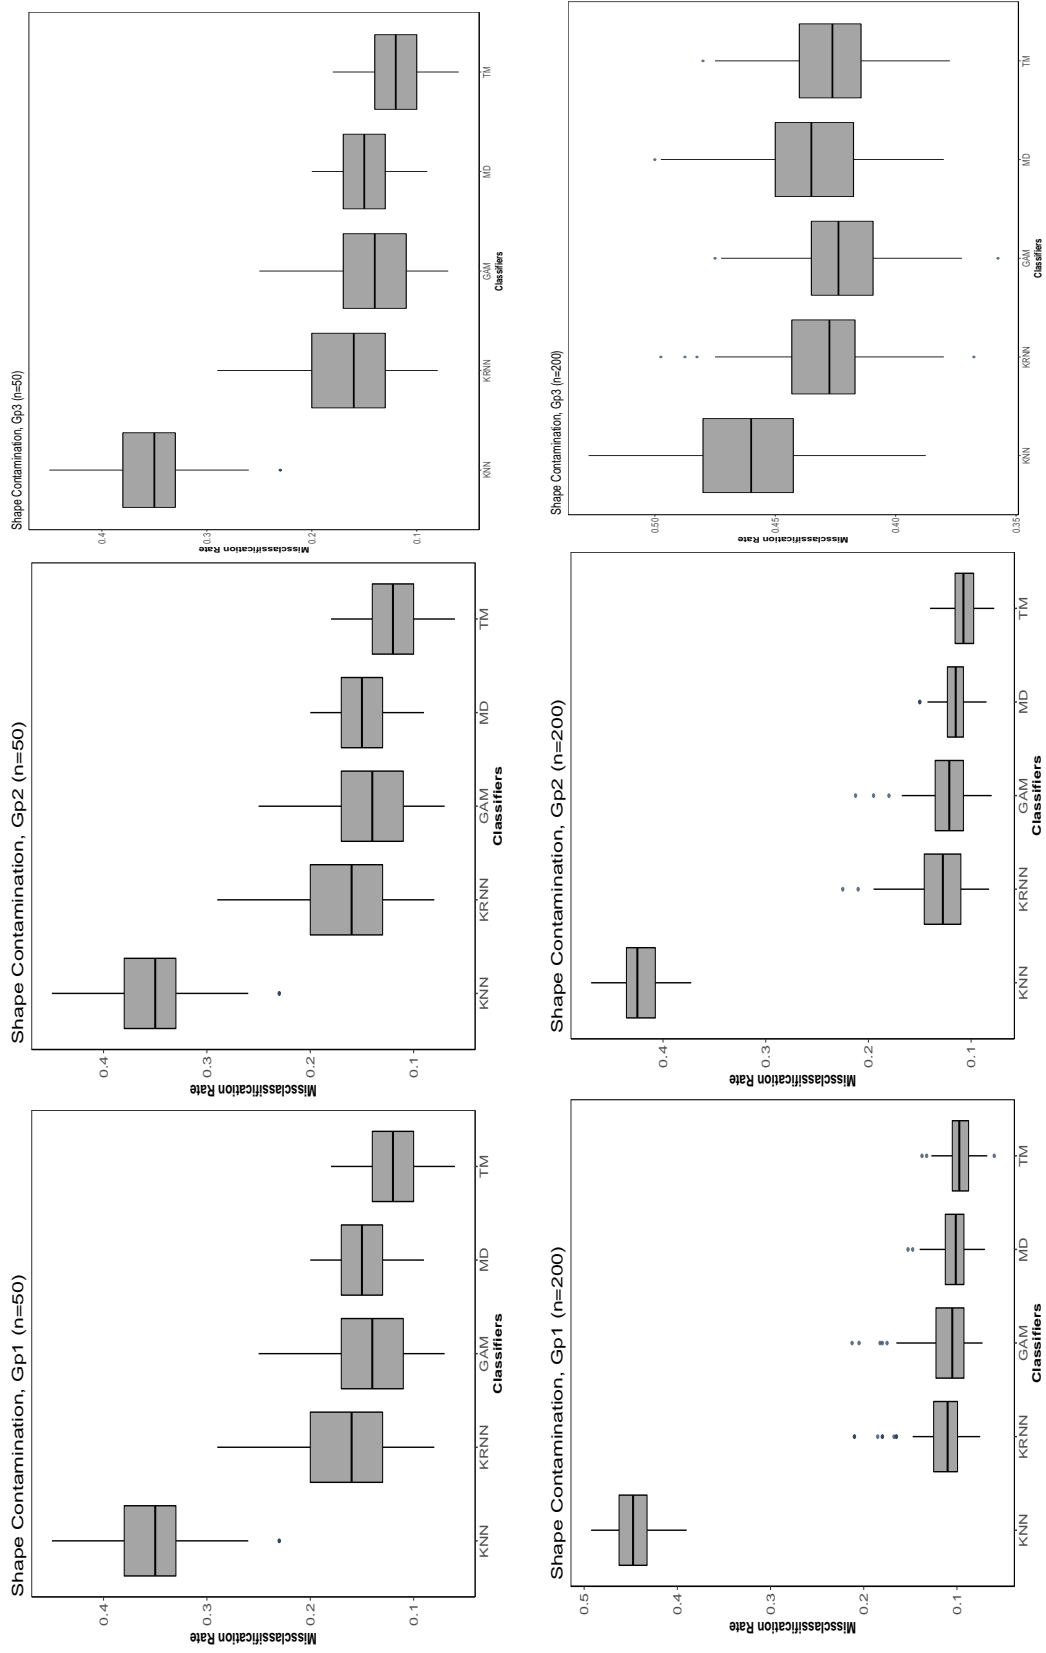 Shape Contamination, Gp1 (n=50)
Missclassification Rate
0.4
0.3
0.2
0.1
KNN KRNN GAM MD TM
Classifiers
Shape Contamination, Gp2 (n=50)
Missclassification Rate
0.4
0.3
0.2
0.1
KNN KRNN GAM MD TM
Classifiers
Shape Contamination, Gp3 (n=50)
Missclassification Rate
0.4
0.3
0.2
0.1
KNN KRNN GAM MD TM
Classifiers
Shape Contamination, Gp1 (n=200)
Missclassification Rate
0.5
0.4
0.3
0.2
0.1
KNN KRNN GAM MD TM
Classifiers
Shape Contamination, Gp2 (n=200)
Missclassification Rate
0.4
0.3
0.2
0.1
KNN KRNN GAM MD TM
Classifiers
Shape Contamination, Gp3 (n=200)
Missclassification Rate
0.50
0.45
0.40
0.35
KNN KRNN GAM MD TM
Classifiers